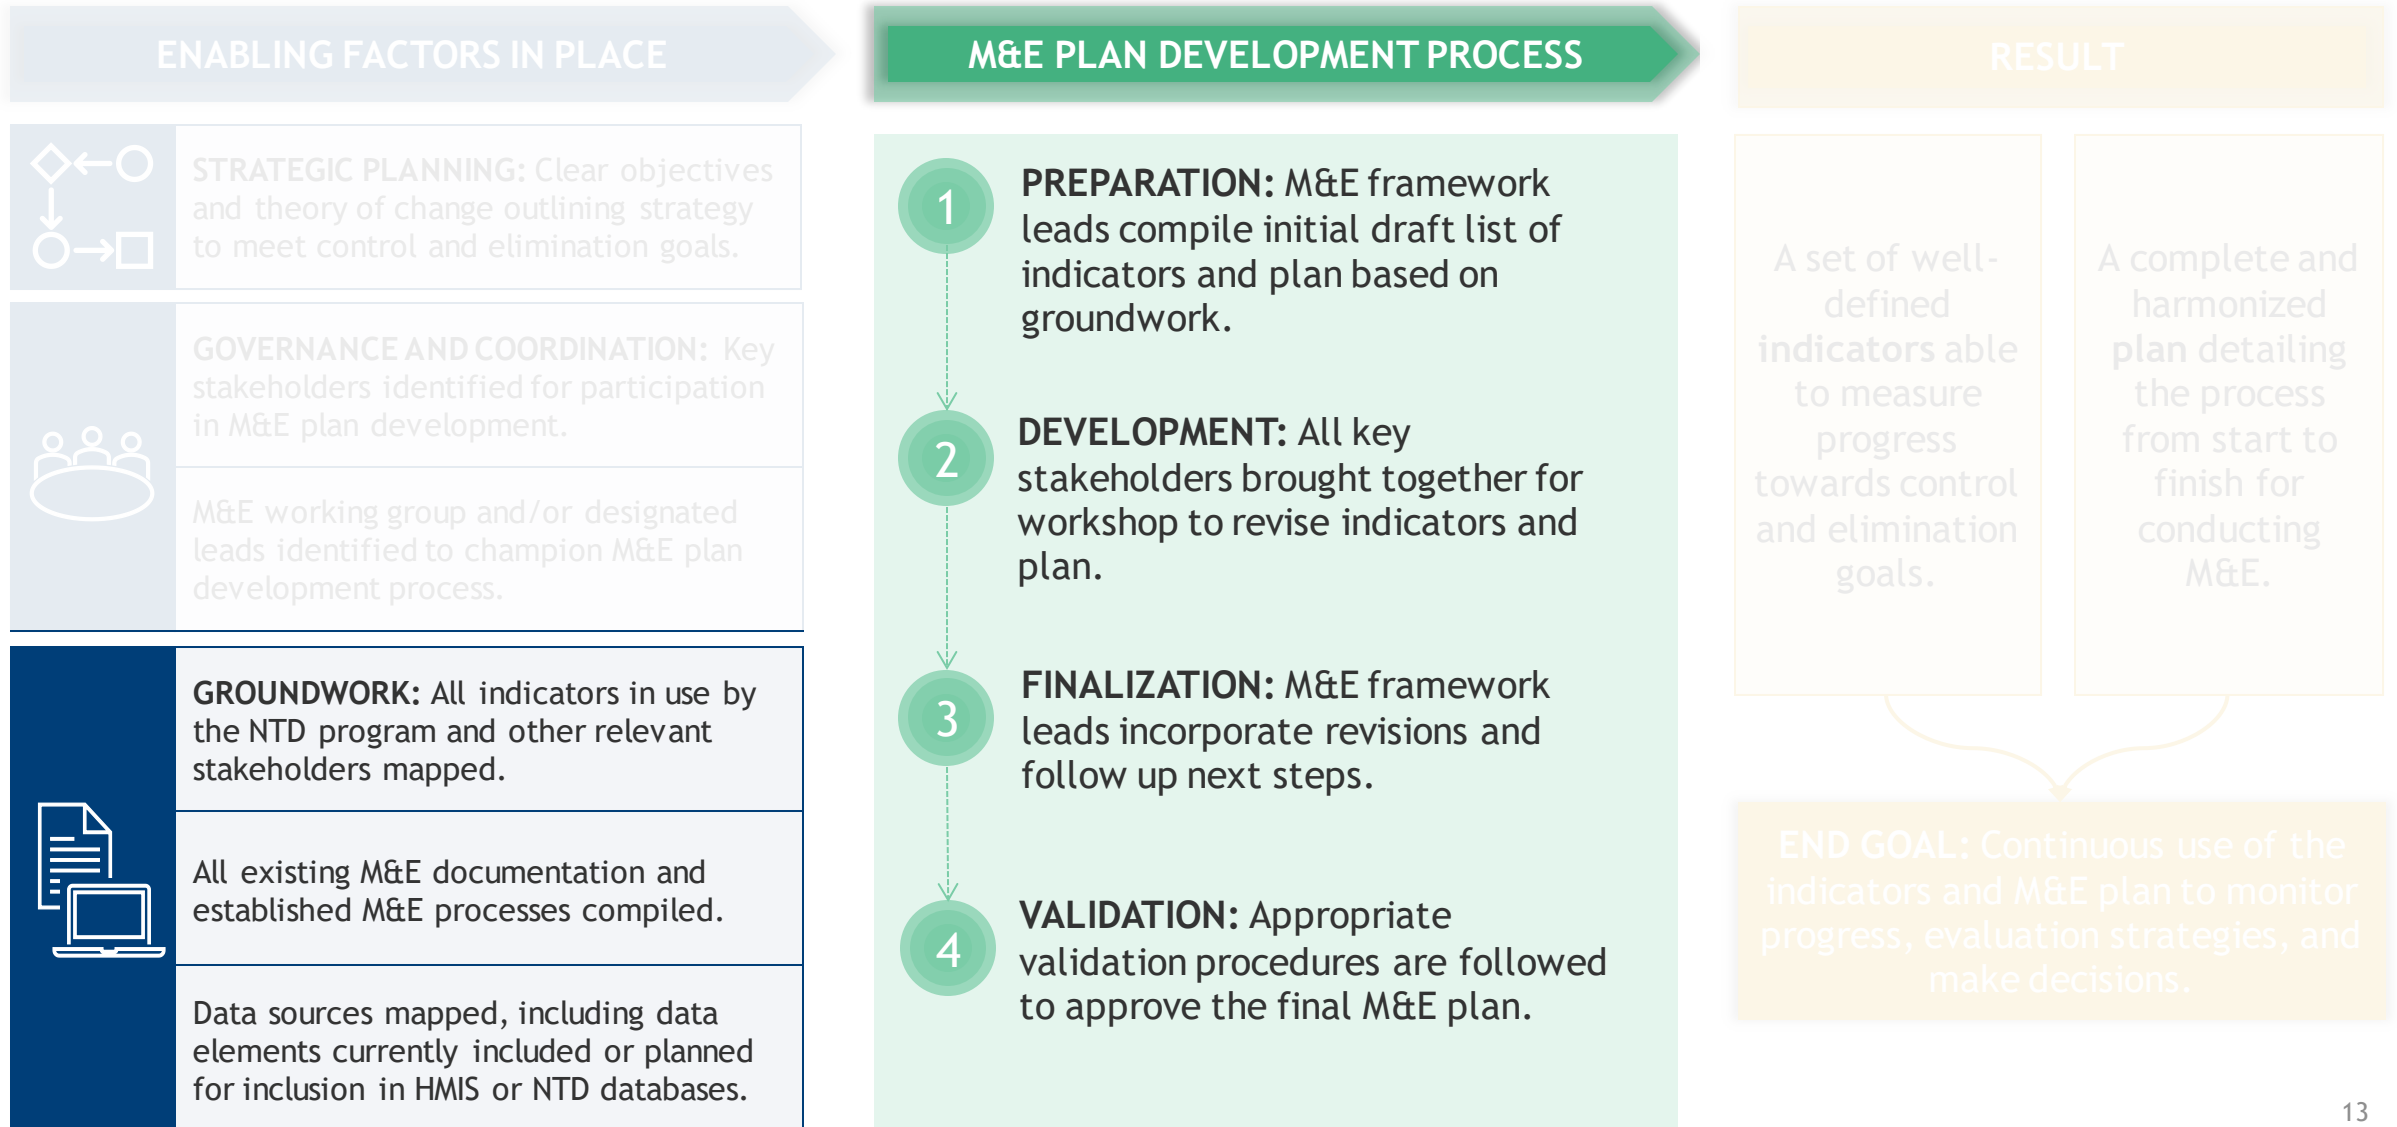 ENABLING FACTORS IN PLACE
STRATEGIC PLANNING: Clear objectives
and theory of change outlining strategy
to meet control and elimination goals.
GOVERNANCE AND COORDINATION: Key
stakeholders identified for participation
in M&E plan development.
M&E working group and/or designated
leads identified to champion M&E plan
development process.
GROUNDWORK: All indicators in use by
the NTD program and other relevant
stakeholders mapped.
All existing M&E documentation and
established M&E processes compiled.
Data sources mapped, including data
elements currently included or planned
for inclusion in HMIS or NTD databases.
M&E PLAN DEVELOPMENT PROCESS
1
PREPARATION: M&E framework
leads compile initial draft list of
indicators and plan based on
groundwork.
2
DEVELOPMENT: All key
stakeholders brought together for
workshop to revise indicators and
plan.
3
FINALIZATION: M&E framework
leads incorporate revisions and
follow up next steps.
4
VALIDATION: Appropriate
validation procedures are followed
to approve the final M&E plan.
RESULT
A set of well-
defined
indicators able
to measure
progress
towards control
and elimination
goals.
A complete and
harmonized
plan detailing
the process
from start to
finish for
conducting
M&E.
END GOAL: Continuous use of the
indicators and M&E plan to monitor
progress, evaluation strategies, and
make decisions.
13